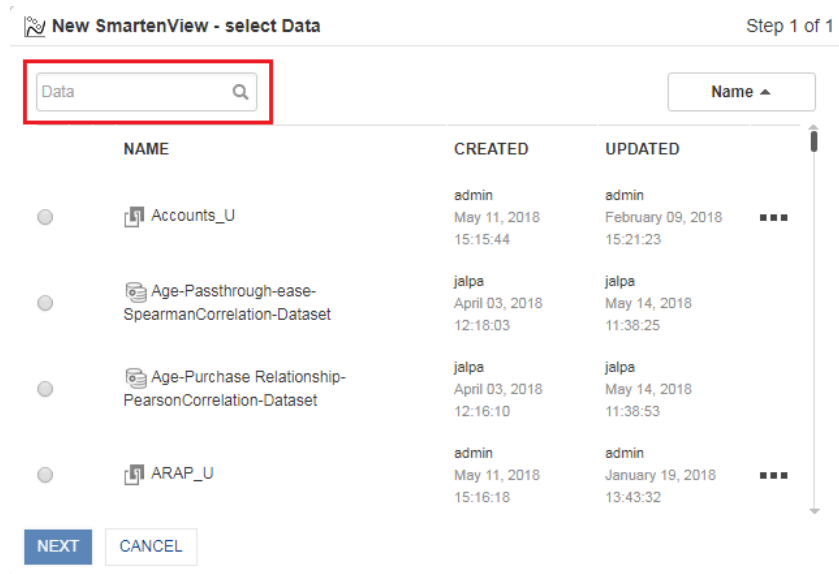 New SmartenView - select Data Step 1 of 1
Data Name
NAME CREATED UPDATED
Accounts_U
admin
May 11, 2018
15:15:44
admin
February 09, 2018
15:21:23
Age-Passthrough-ease-
SpearmanCorrelation-Dataset
jalpa
April 03, 2018
12:18:03
jalpa
May 14, 2018
11:38:25
Age-Purchase Relationship-
PearsonCorrelation-Dataset
jalpa
April 03, 2018
12:16:10
jalpa
May 14, 2018
11:38:53
ARAP_U
admin
May 11, 2018
15:16:18
admin
January 19, 2018
13:43:32
NEXT CANCEL